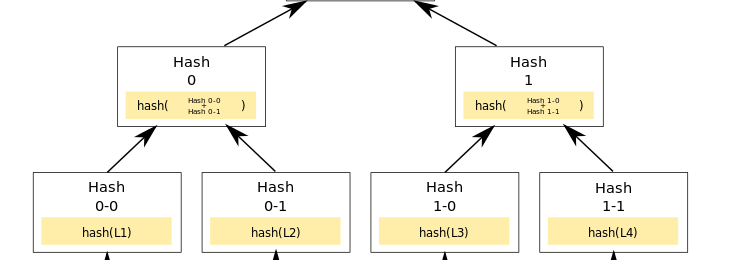 Hash
0
hash( Hash 0-0
+
Hash 0-1 )
Hash
1
hash( Hash 1-0
+
Hash 1-1 )
Hash
0-0
hash(L1)
Hash
0-1
hash(L2)
Hash
1-0
hash(L3)
Hash
1-1
hash(L4)